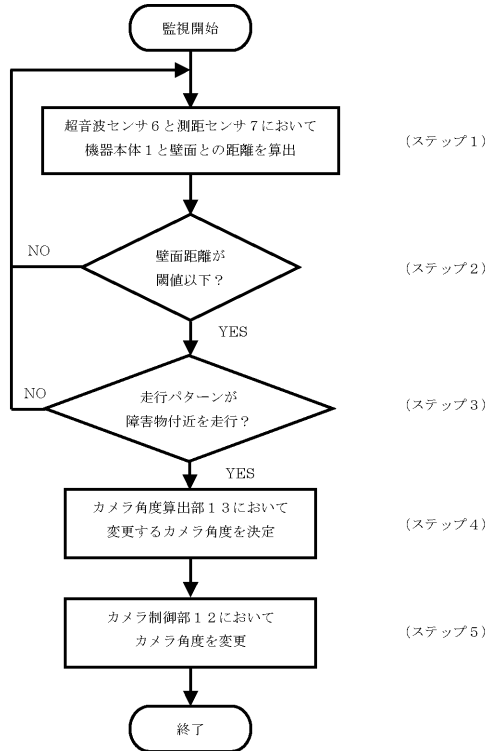 監視開始
超音波センサ６と測距センサ７において
機器本体１と壁面との距離を算出
（ステップ１）
壁面距離が
閾値以下？
NO
（ステップ２）
YES
走行パターンが
障害物付近を走行？
NO
（ステップ３）
YES
カメラ角度算出部１３において
変更するカメラ角度を決定
（ステップ４）
カメラ制御部１２において
カメラ角度を変更
（ステップ５）
終了